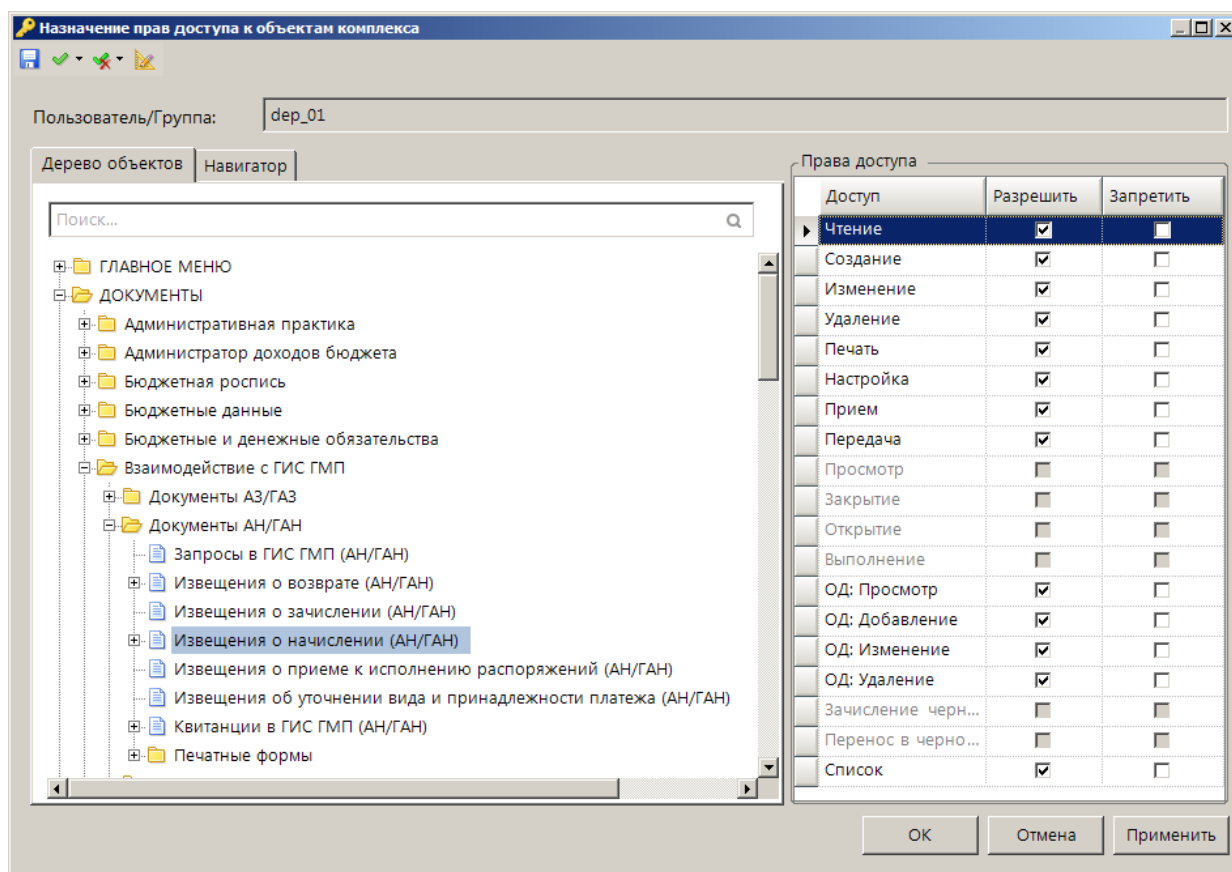 Назначение прав доступа к объектам комплекса
Пользователь/Группа: dep_01
Дерево объектов Навигатор
Поиск...
ГЛАВНОЕ МЕНЮ
ДОКУМЕНТЫ
Административная практика
Администратор доходов бюджета
Бюджетная роспись
Бюджетные данные
Бюджетные и денежные обязательства
Взаимодействие с ГИС ГМП
Документы АЗ/ГАЗ
Документы АН/ГАН
Запросы в ГИС ГМП (АН/ГАН)
Извещения о возврате (АН/ГАН)
Извещения о зачислении (АН/ГАН)
Извещения о начислении (АН/ГАН)
Извещения о приеме к исполнению распоряжений (АН/ГАН)
Извещения об уточнении вида и принадлежности платежа (АН/ГАН)
Квитанции в ГИС ГМП (АН/ГАН)
Печатные формы
Права доступа
Доступ Разрешить Запретить
Чтение
Создание
Изменение
Удаление
Печать
Настройка
Прием
Передача
Просмотр
Закрытие
Открытие
Выполнение
ОД: Просмотр
ОД: Добавление
ОД: Изменение
ОД: Удаление
Зачисление черн...
Перенос в черно...
Список
ОК Отмена Применить